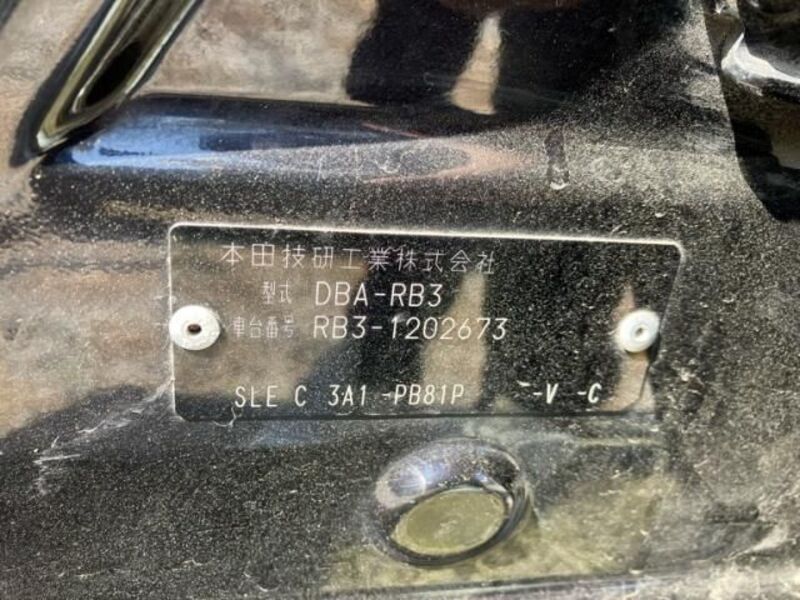 本田技研工業株式会社
型式 DBA-RB3
車台番号 RB3-1202673
SLE C 3A1 -PB81P -V -C